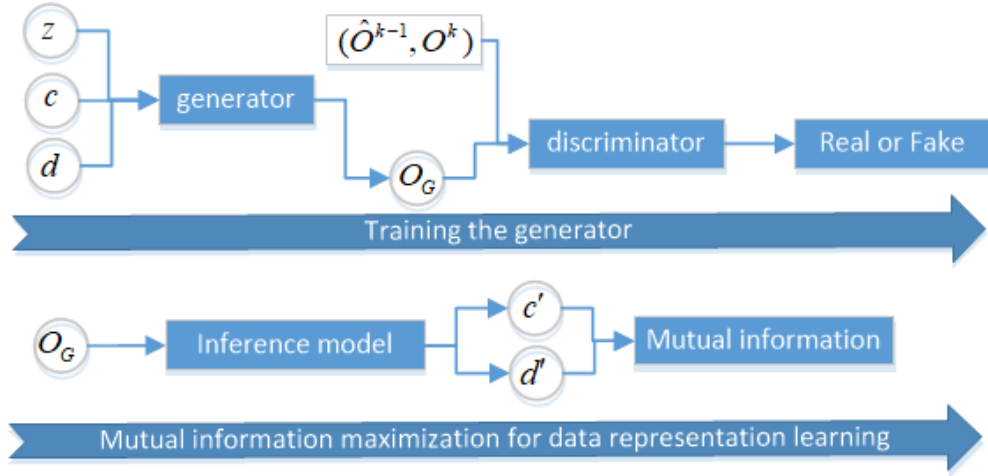 z
c
d
generator
(Ô^{k-1}, O^k)
O_G
discriminator
Real or Fake
Training the generator
O_G
Inference model
c'
d'
Mutual information
Mutual information maximization for data representation learning